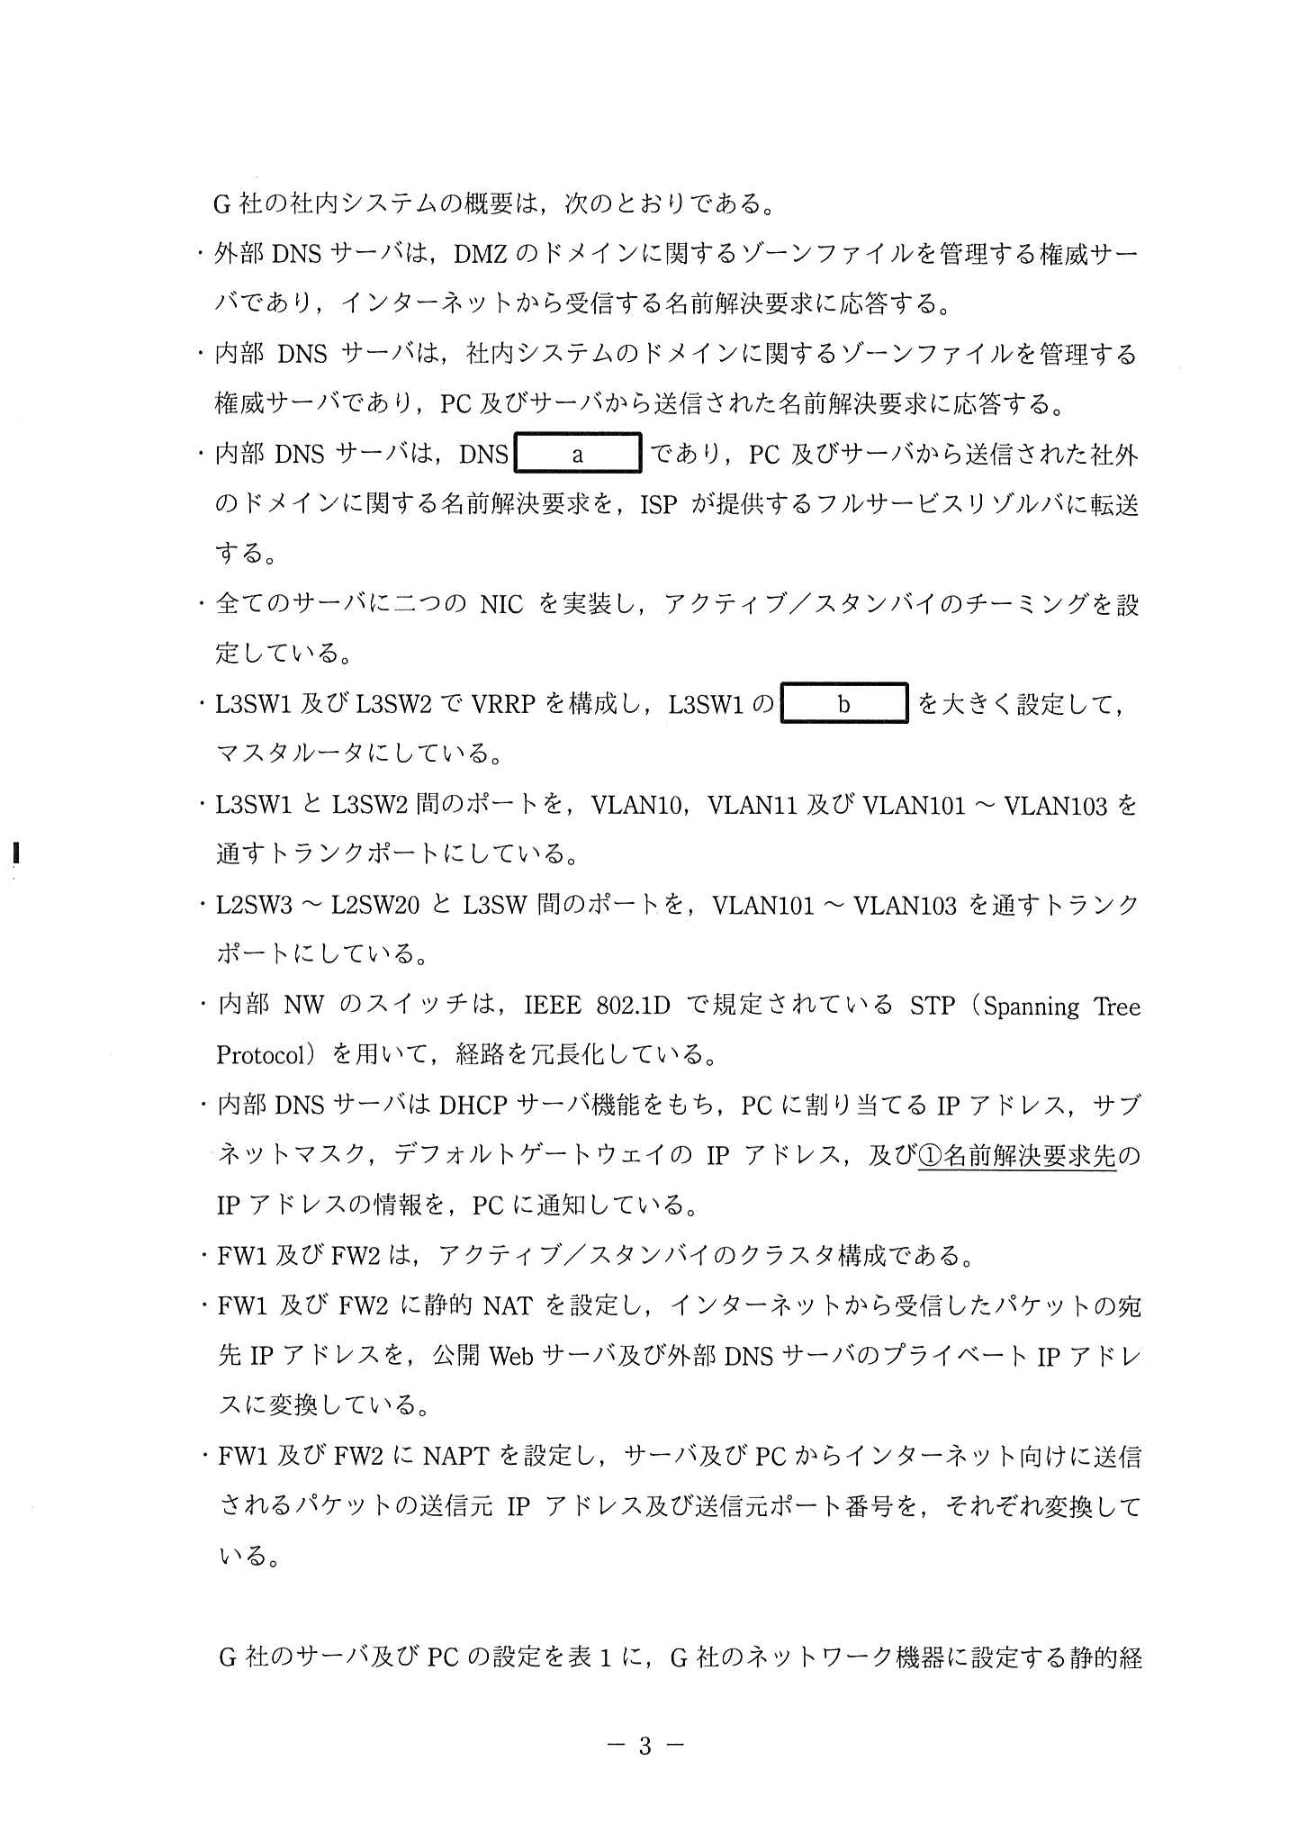 G 社の社内システムの概要は，次のとおりである。
・外部 DNS サーバは，DMZ のドメインに関するゾーンファイルを管理する権威サー
バであり，インターネットから受信する名前解決要求に応答する。
・内部 DNS サーバは，社内システムのドメインに関するゾーンファイルを管理する
権威サーバであり，PC 及びサーバから送信された名前解決要求に応答する。
・内部 DNS サーバは，DNS a であり，PC 及びサーバから送信された社外
のドメインに関する名前解決要求を，ISP が提供するフルサービスリゾルバに転送
する。
・全てのサーバに二つの NIC を実装し，アクティブ／スタンバイのチーミングを設
定している。
・L3SW1 及び L3SW2 で VRRP を構成し，L3SW1 の b を大きく設定して，
マスタルータにしている。
・L3SW1 と L3SW2 間のポートを，VLAN10，VLAN11 及び VLAN101 ～ VLAN103 を
通すトランクポートにしている。
・L2SW3 ～ L2SW20 と L3SW 間のポートを，VLAN101 ～ VLAN103 を通すトランク
ポートにしている。
・内部 NW のスイッチは，IEEE 802.1D で規定されている STP（Spanning Tree
Protocol）を用いて，経路を冗長化している。
・内部 DNS サーバは DHCP サーバ機能をもち，PC に割り当てる IP アドレス，サブ
ネットマスク，デフォルトゲートウェイの IP アドレス，及び①名前解決要求先の
IP アドレスの情報を，PC に通知している。
・FW1 及び FW2 は，アクティブ／スタンバイのクラスタ構成である。
・FW1 及び FW2 に静的 NAT を設定し，インターネットから受信したパケットの宛
先 IP アドレスを，公開 Web サーバ及び外部 DNS サーバのプライベート IP アドレ
スに変換している。
・FW1 及び FW2 に NAPT を設定し，サーバ及び PC からインターネット向けに送信
されるパケットの送信元 IP アドレス及び送信元ポート番号を，それぞれ変換して
いる。
G 社のサーバ及び PC の設定を表 1 に，G 社のネットワーク機器に設定する静的経
－ 3 －